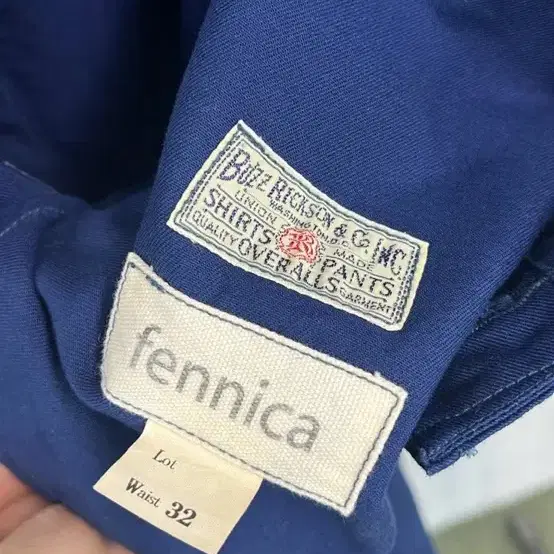 BUZZ RICKSON & Co. INC.
WASHINGTON, D.C.
UNION MADE
SHIRTS PANTS
QUALITY OVERALLS GARMENT
fennica
Lot
Waist 32